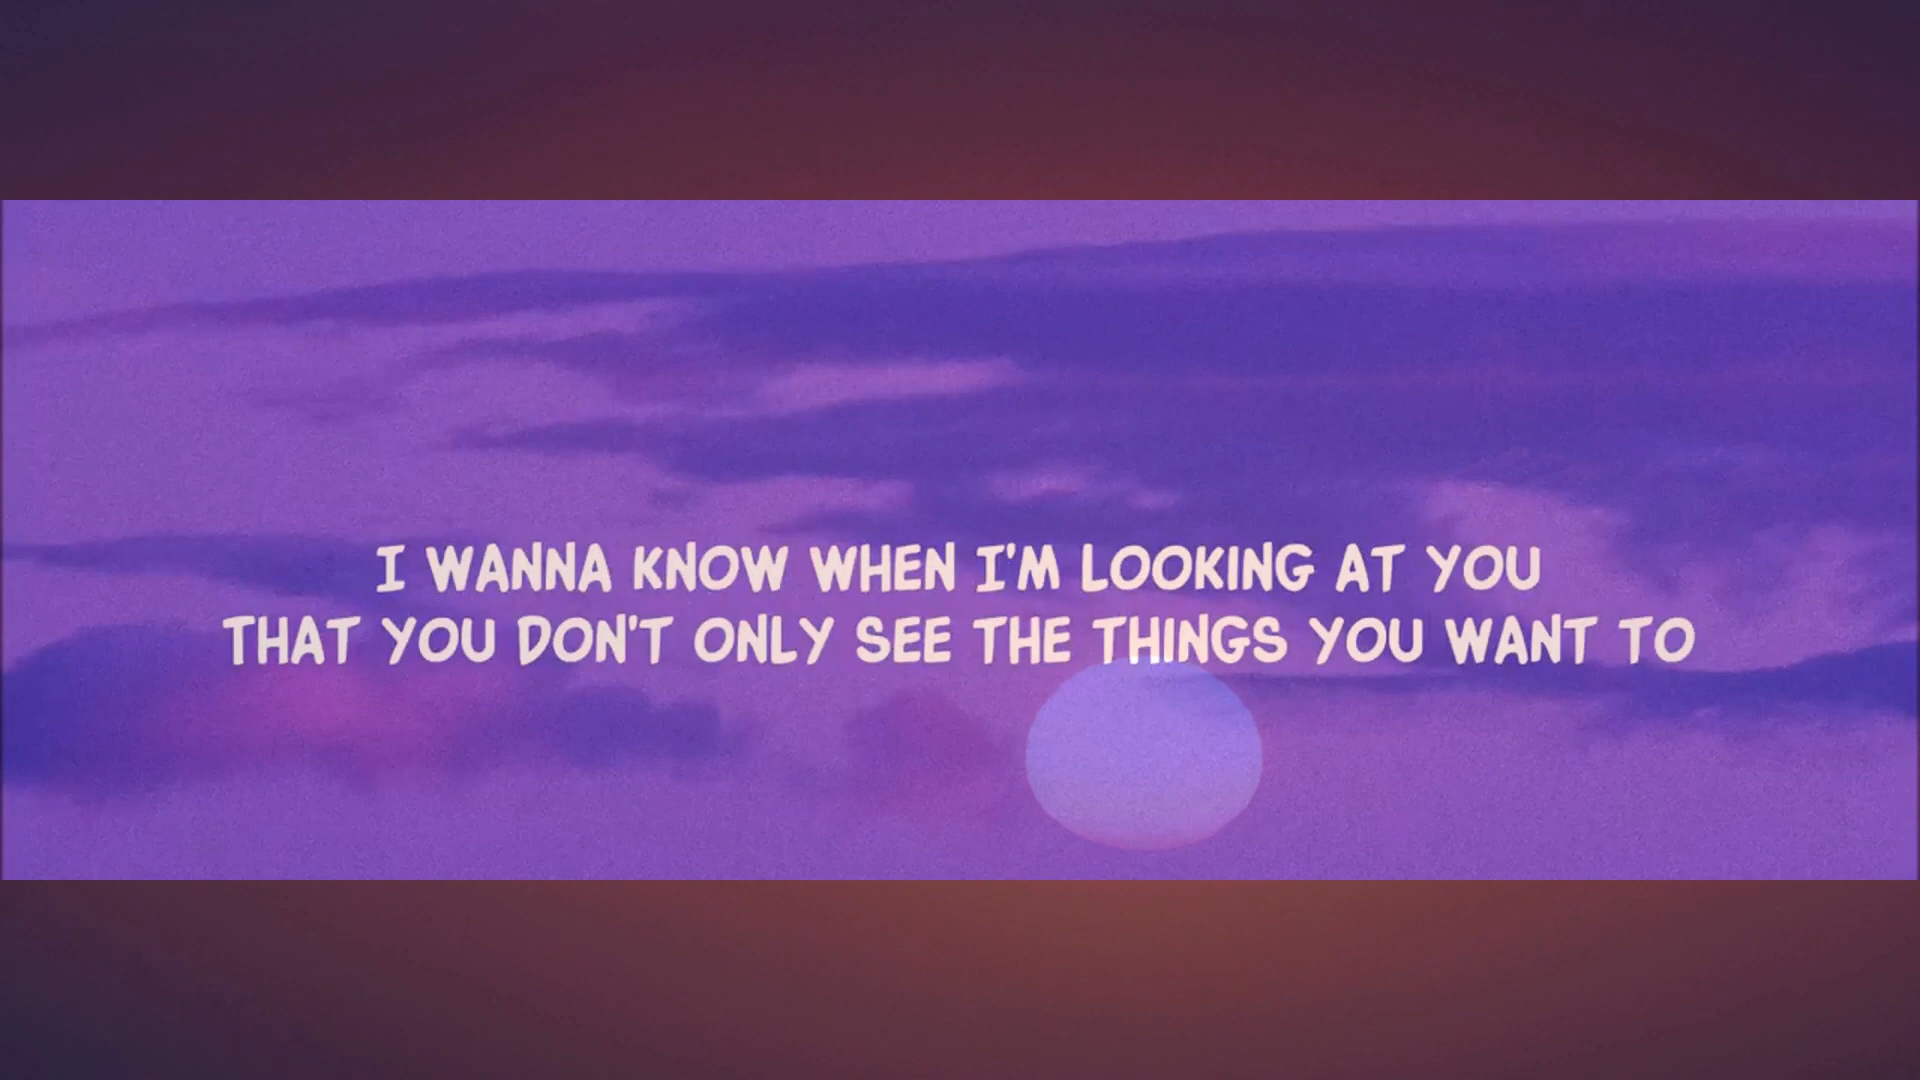 I WANNA KNOW WHEN I'M LOOKING AT YOU
THAT YOU DON'T ONLY SEE THE THINGS YOU WANT TO